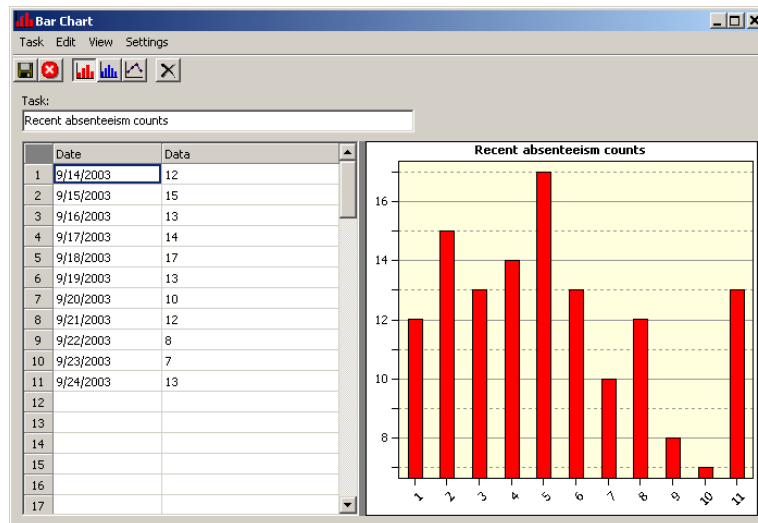 Bar Chart
Task Edit View Settings
Task:
Recent absenteeism counts
Date Data
1 9/14/2003 12
2 9/15/2003 15
3 9/16/2003 13
4 9/17/2003 14
5 9/18/2003 17
6 9/19/2003 13
7 9/20/2003 10
8 9/21/2003 12
9 9/22/2003 8
10 9/23/2003 7
11 9/24/2003 13
12
13
14
15
16
17
Recent absenteeism counts
16
14
12
10
8
1 2 3 4 5 6 7 8 9 10 11